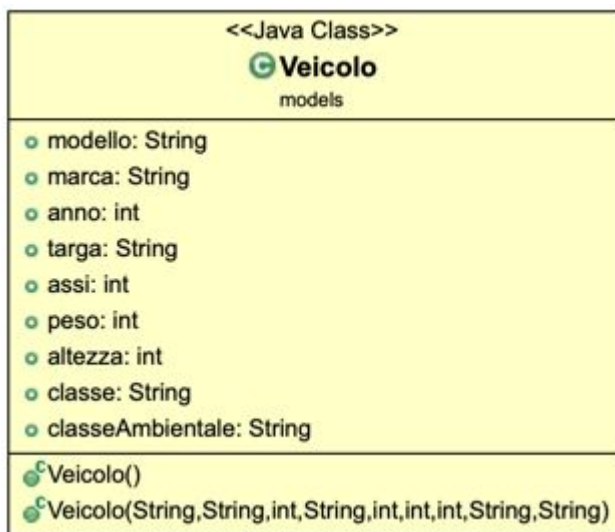 <<Java Class>>
Veicolo
models
modello: String
marca: String
anno: int
targa: String
assi: int
peso: int
altezza: int
classe: String
classeAmbientale: String
Veicolo()
Veicolo(String,String,int,String,int,int,int,String,String)